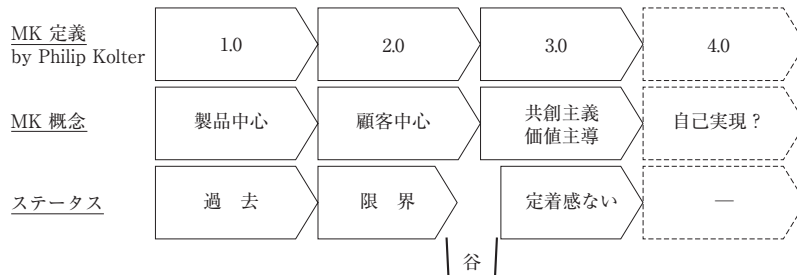 MK 定義
by Philip Kolter
1.0
2.0
3.0
4.0
MK 概念
製品中心
顧客中心
共創主義
価値主導
自己実現？
ステータス
過　去
限　界
定着感ない
―
谷